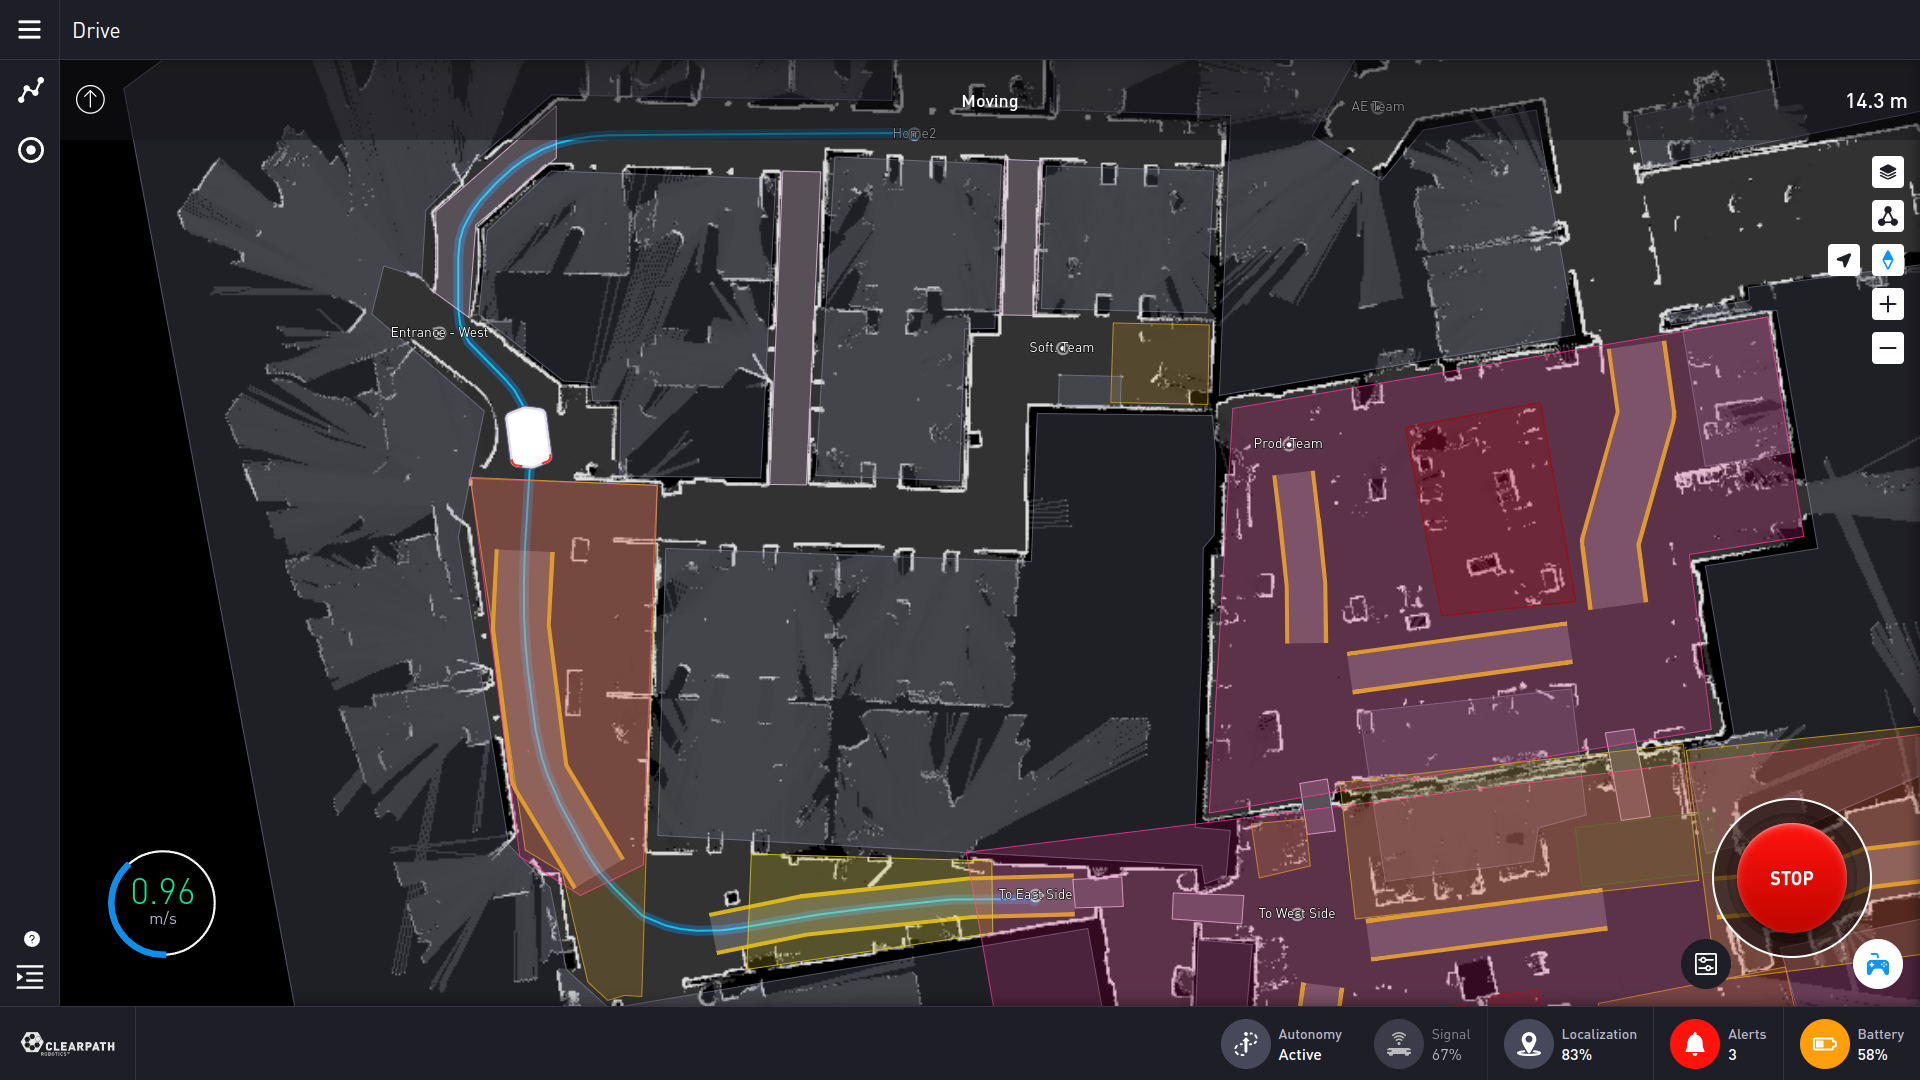 Drive
Moving
14.3 m
AE Team
Home2
Entrance - West
Soft. Team
Prod. Team
To East Side
To West Side
0.96
m/s
STOP
?
CLEARPATH
ROBOTICS
Autonomy
Active
Signal
67%
Localization
83%
Alerts
3
Battery
58%